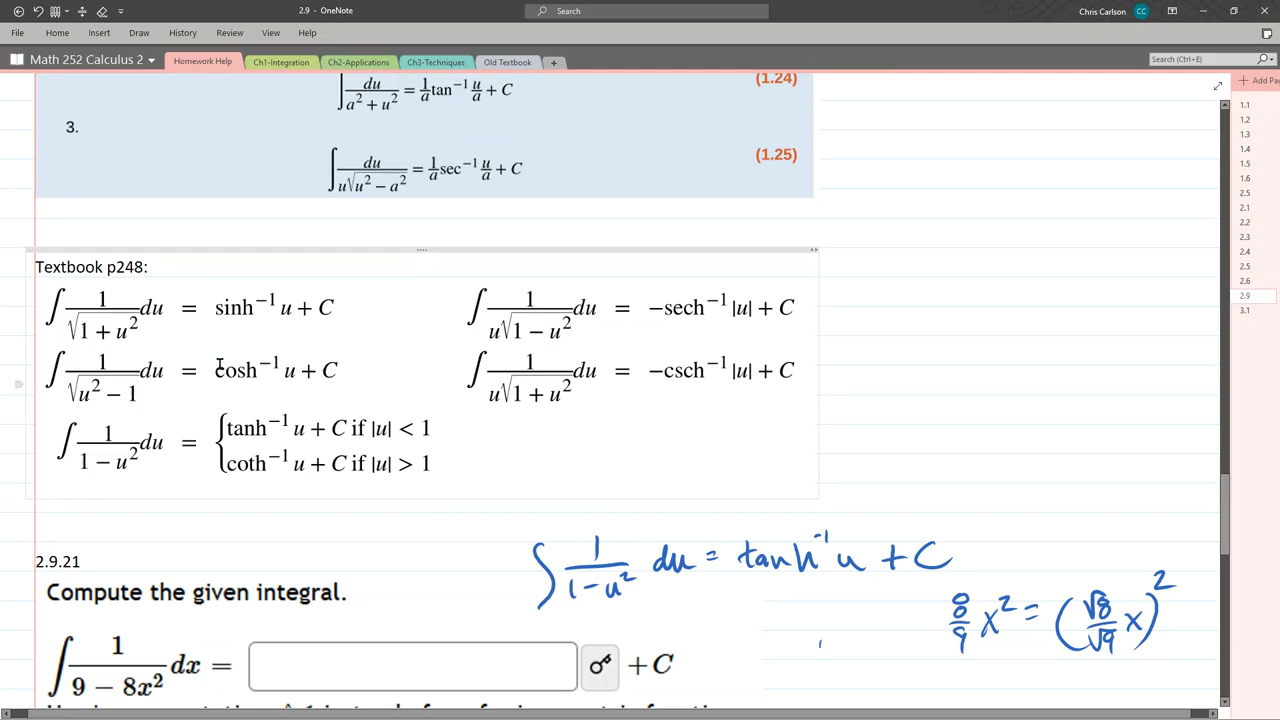 2.9 - OneNote
Search
Chris Carlson CC
File Home Insert Draw History Review View Help
Math 252 Calculus 2
Homework Help Ch1-Integration Ch2-Applications Ch3-Techniques Old Textbook +
Search (Ctrl+E)
Add Pag
∫ du/(a² + u²) = 1/a tan⁻¹ u/a + C (1.24)
3.
∫ du/(u√(u² − a²)) = 1/a sec⁻¹ u/a + C (1.25)
Textbook p248:
∫ 1/√(1 + u²) du = sinh⁻¹ u + C
∫ 1/(u√(1 − u²)) du = −sech⁻¹ |u| + C
∫ 1/√(u² − 1) du = cosh⁻¹ u + C
∫ 1/(u√(1 + u²)) du = −csch⁻¹ |u| + C
∫ 1/(1 − u²) du = { tanh⁻¹ u + C if |u| < 1
coth⁻¹ u + C if |u| > 1
∫ 1/(1 − u²) du = tanh⁻¹ u + C
2.9.21
Compute the given integral.
8/9 x² = (√8/√9 x)²
∫ 1/(9 − 8x²) dx = + C
1.1
1.2
1.3
1.4
1.5
1.6
2.5
2.1
2.2
2.3
2.4
2.5
2.6
2.9
3.1